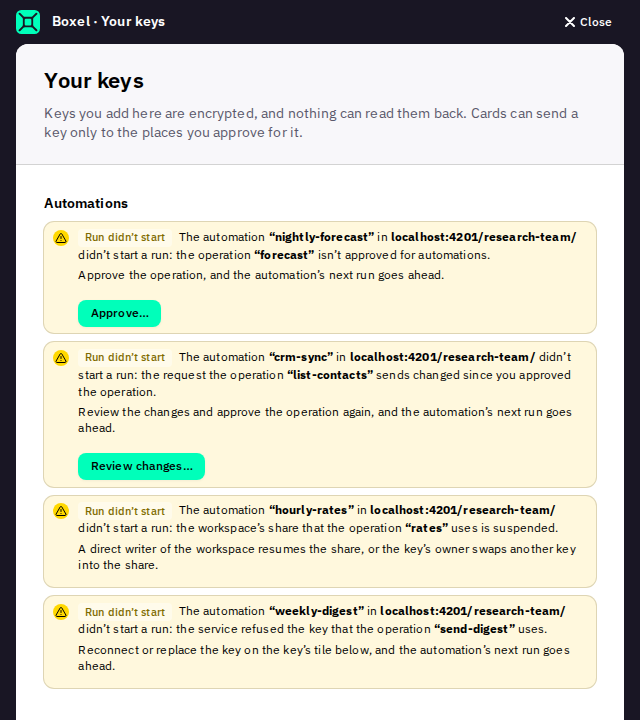 Boxel · Your keys
Close
Your keys
Keys you add here are encrypted, and nothing can read them back. Cards can send a
key only to the places you approve for it.
Automations
Run didn’t start The automation “nightly-forecast” in localhost:4201/research-team/
didn’t start a run: the operation “forecast” isn’t approved for automations.
Approve the operation, and the automation’s next run goes ahead.
Approve…
Run didn’t start The automation “crm-sync” in localhost:4201/research-team/ didn’t
start a run: the request the operation “list-contacts” sends changed since you approved
the operation.
Review the changes and approve the operation again, and the automation’s next run goes
ahead.
Review changes…
Run didn’t start The automation “hourly-rates” in localhost:4201/research-team/
didn’t start a run: the workspace’s share that the operation “rates” uses is suspended.
A direct writer of the workspace resumes the share, or the key’s owner swaps another key
into the share.
Run didn’t start The automation “weekly-digest” in localhost:4201/research-team/
didn’t start a run: the service refused the key that the operation “send-digest” uses.
Reconnect or replace the key on the key’s tile below, and the automation’s next run goes
ahead.